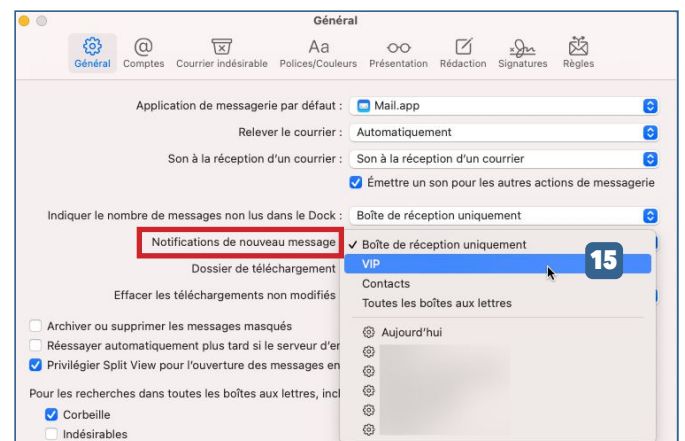 Général
Général Comptes Courrier indésirable Polices/Couleurs Présentation Rédaction Signatures Règles
Application de messagerie par défaut : Mail.app
Relever le courrier : Automatiquement
Son à la réception d'un courrier : Son à la réception d'un courrier
Émettre un son pour les autres actions de messagerie
Indiquer le nombre de messages non lus dans le Dock : Boîte de réception uniquement
Notifications de nouveau message ✓ Boîte de réception uniquement
VIP 15
Dossier de téléchargement
Contacts
Effacer les téléchargements non modifiés
Toutes les boîtes aux lettres
Archiver ou supprimer les messages masqués
Aujourd'hui
Réessayer automatiquement plus tard si le serveur d'er
Privilégier Split View pour l'ouverture des messages en
Pour les recherches dans toutes les boîtes aux lettres, incl
Corbeille
Indésirables